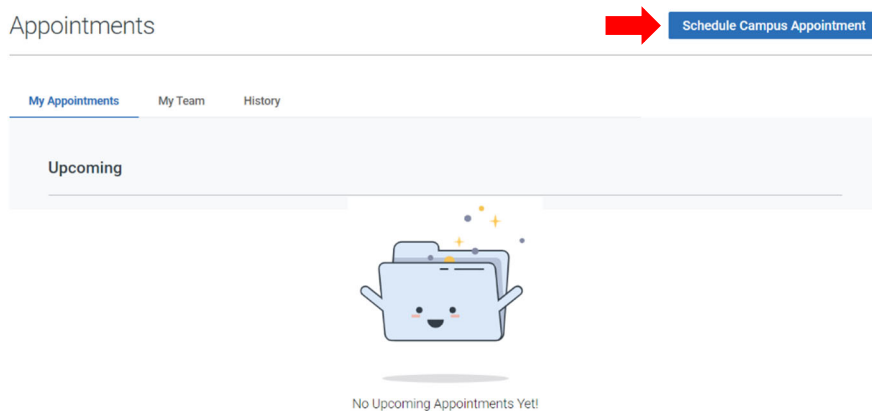 Appointments
Schedule Campus Appointment
My Appointments
My Team
History
Upcoming
No Upcoming Appointments Yet!